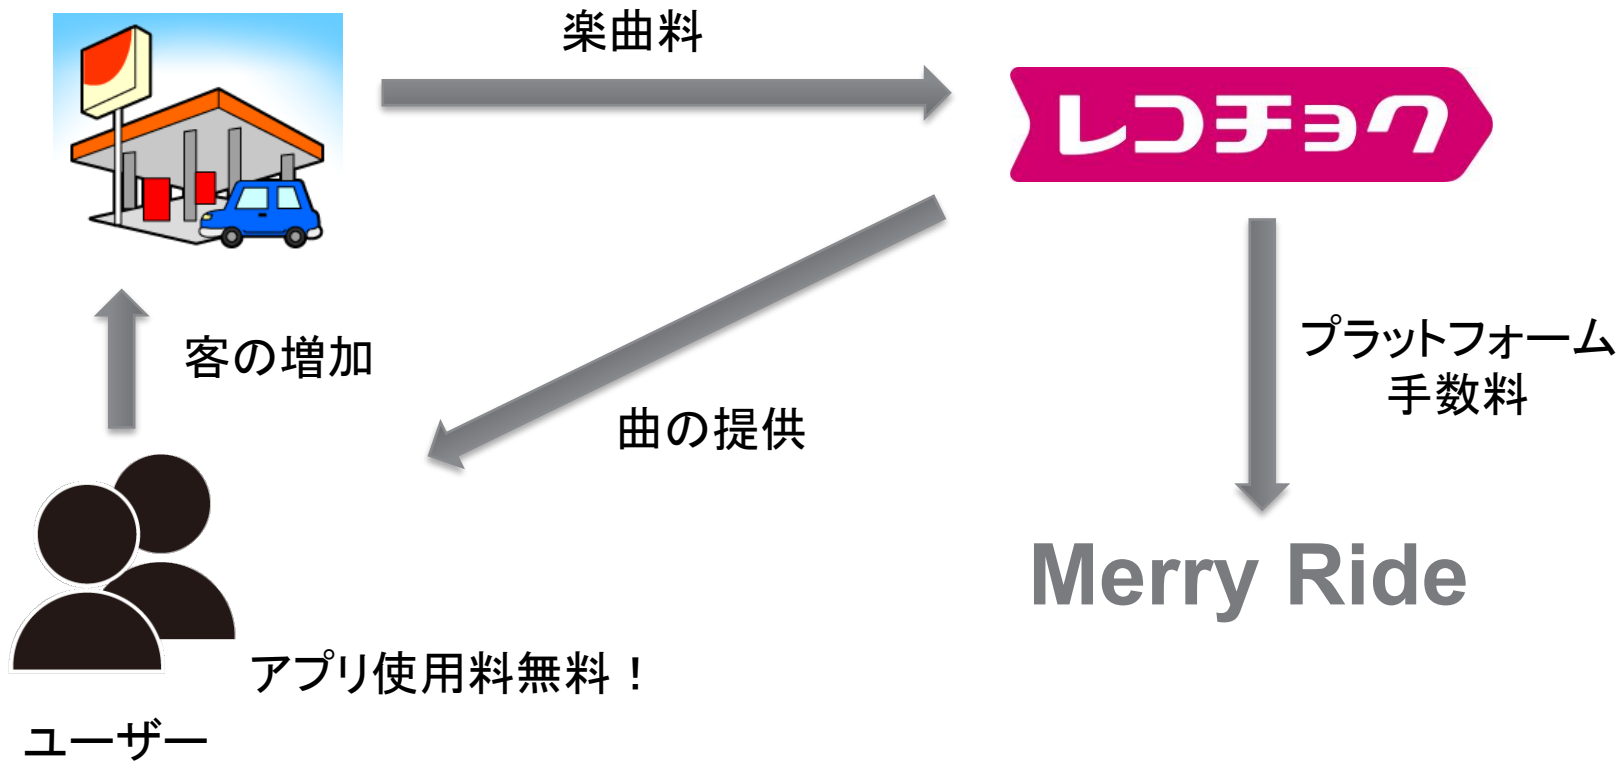 楽曲料
レコチョク
客の増加
曲の提供
プラットフォーム
手数料
Merry Ride
アプリ使用料無料！
ユーザー